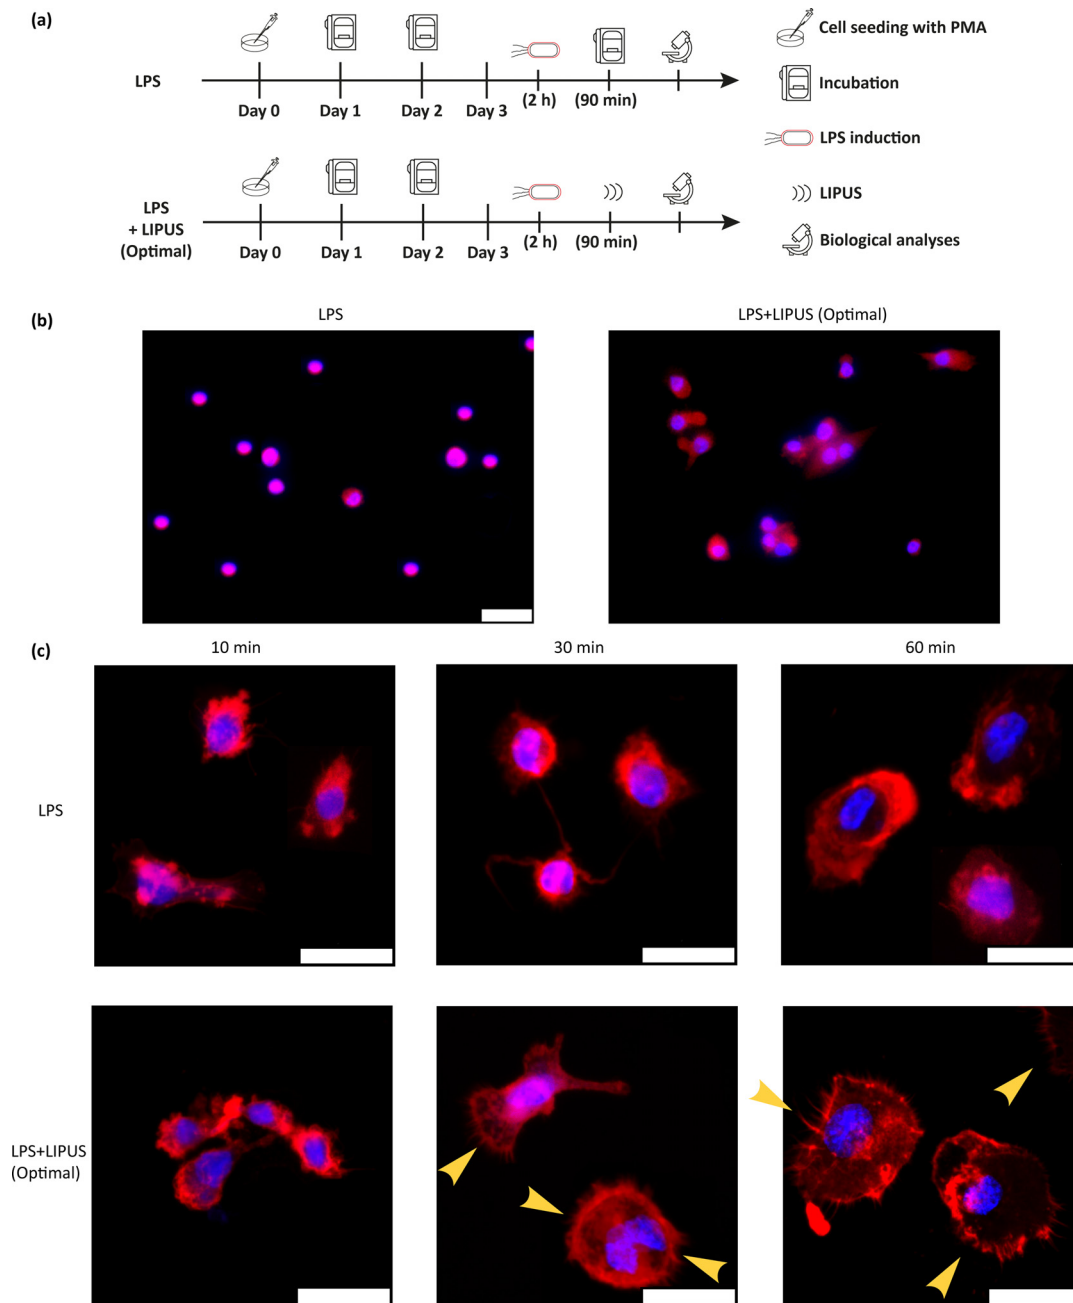 (a)
LPS
Day 0
Day 1
Day 2
Day 3
(2 h)
(90 min)
Cell seeding with PMA
Incubation
LPS induction
LIPUS
Biological analyses
LPS
+ LIPUS
(Optimal)
Day 0
Day 1
Day 2
Day 3
(2 h)
(90 min)
(b)
LPS
LPS+LIPUS (Optimal)
(c)
10 min
30 min
60 min
LPS
LPS+LIPUS
(Optimal)